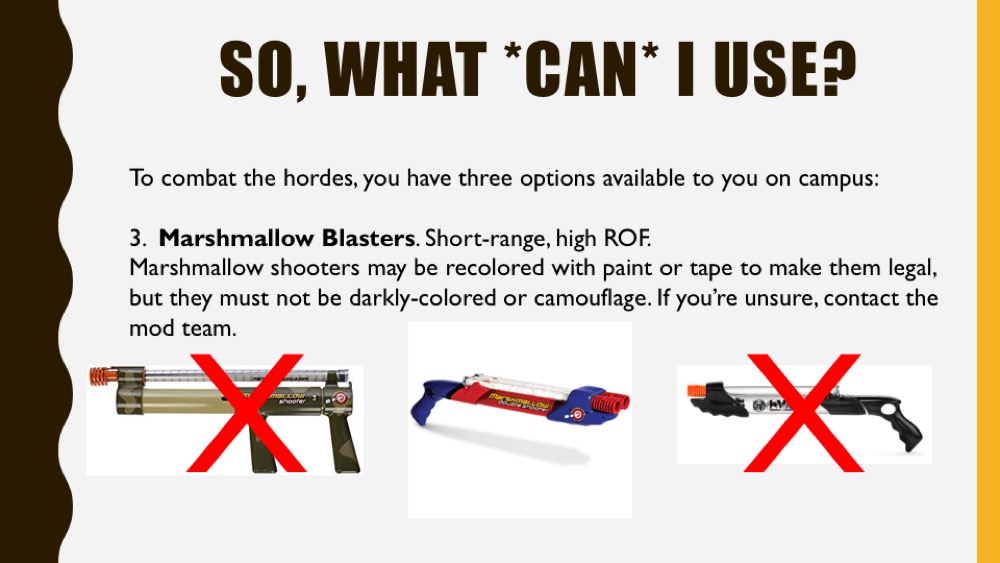 SO, WHAT *CAN* I USE?
To combat the hordes, you have three options available to you on campus:
3. Marshmallow Blasters. Short-range, high ROF.
Marshmallow shooters may be recolored with paint or tape to make them legal,
but they must not be darkly-colored or camouflage. If you're unsure, contact the
mod team.
marshmallow
shooter
marshmallow
double shooter